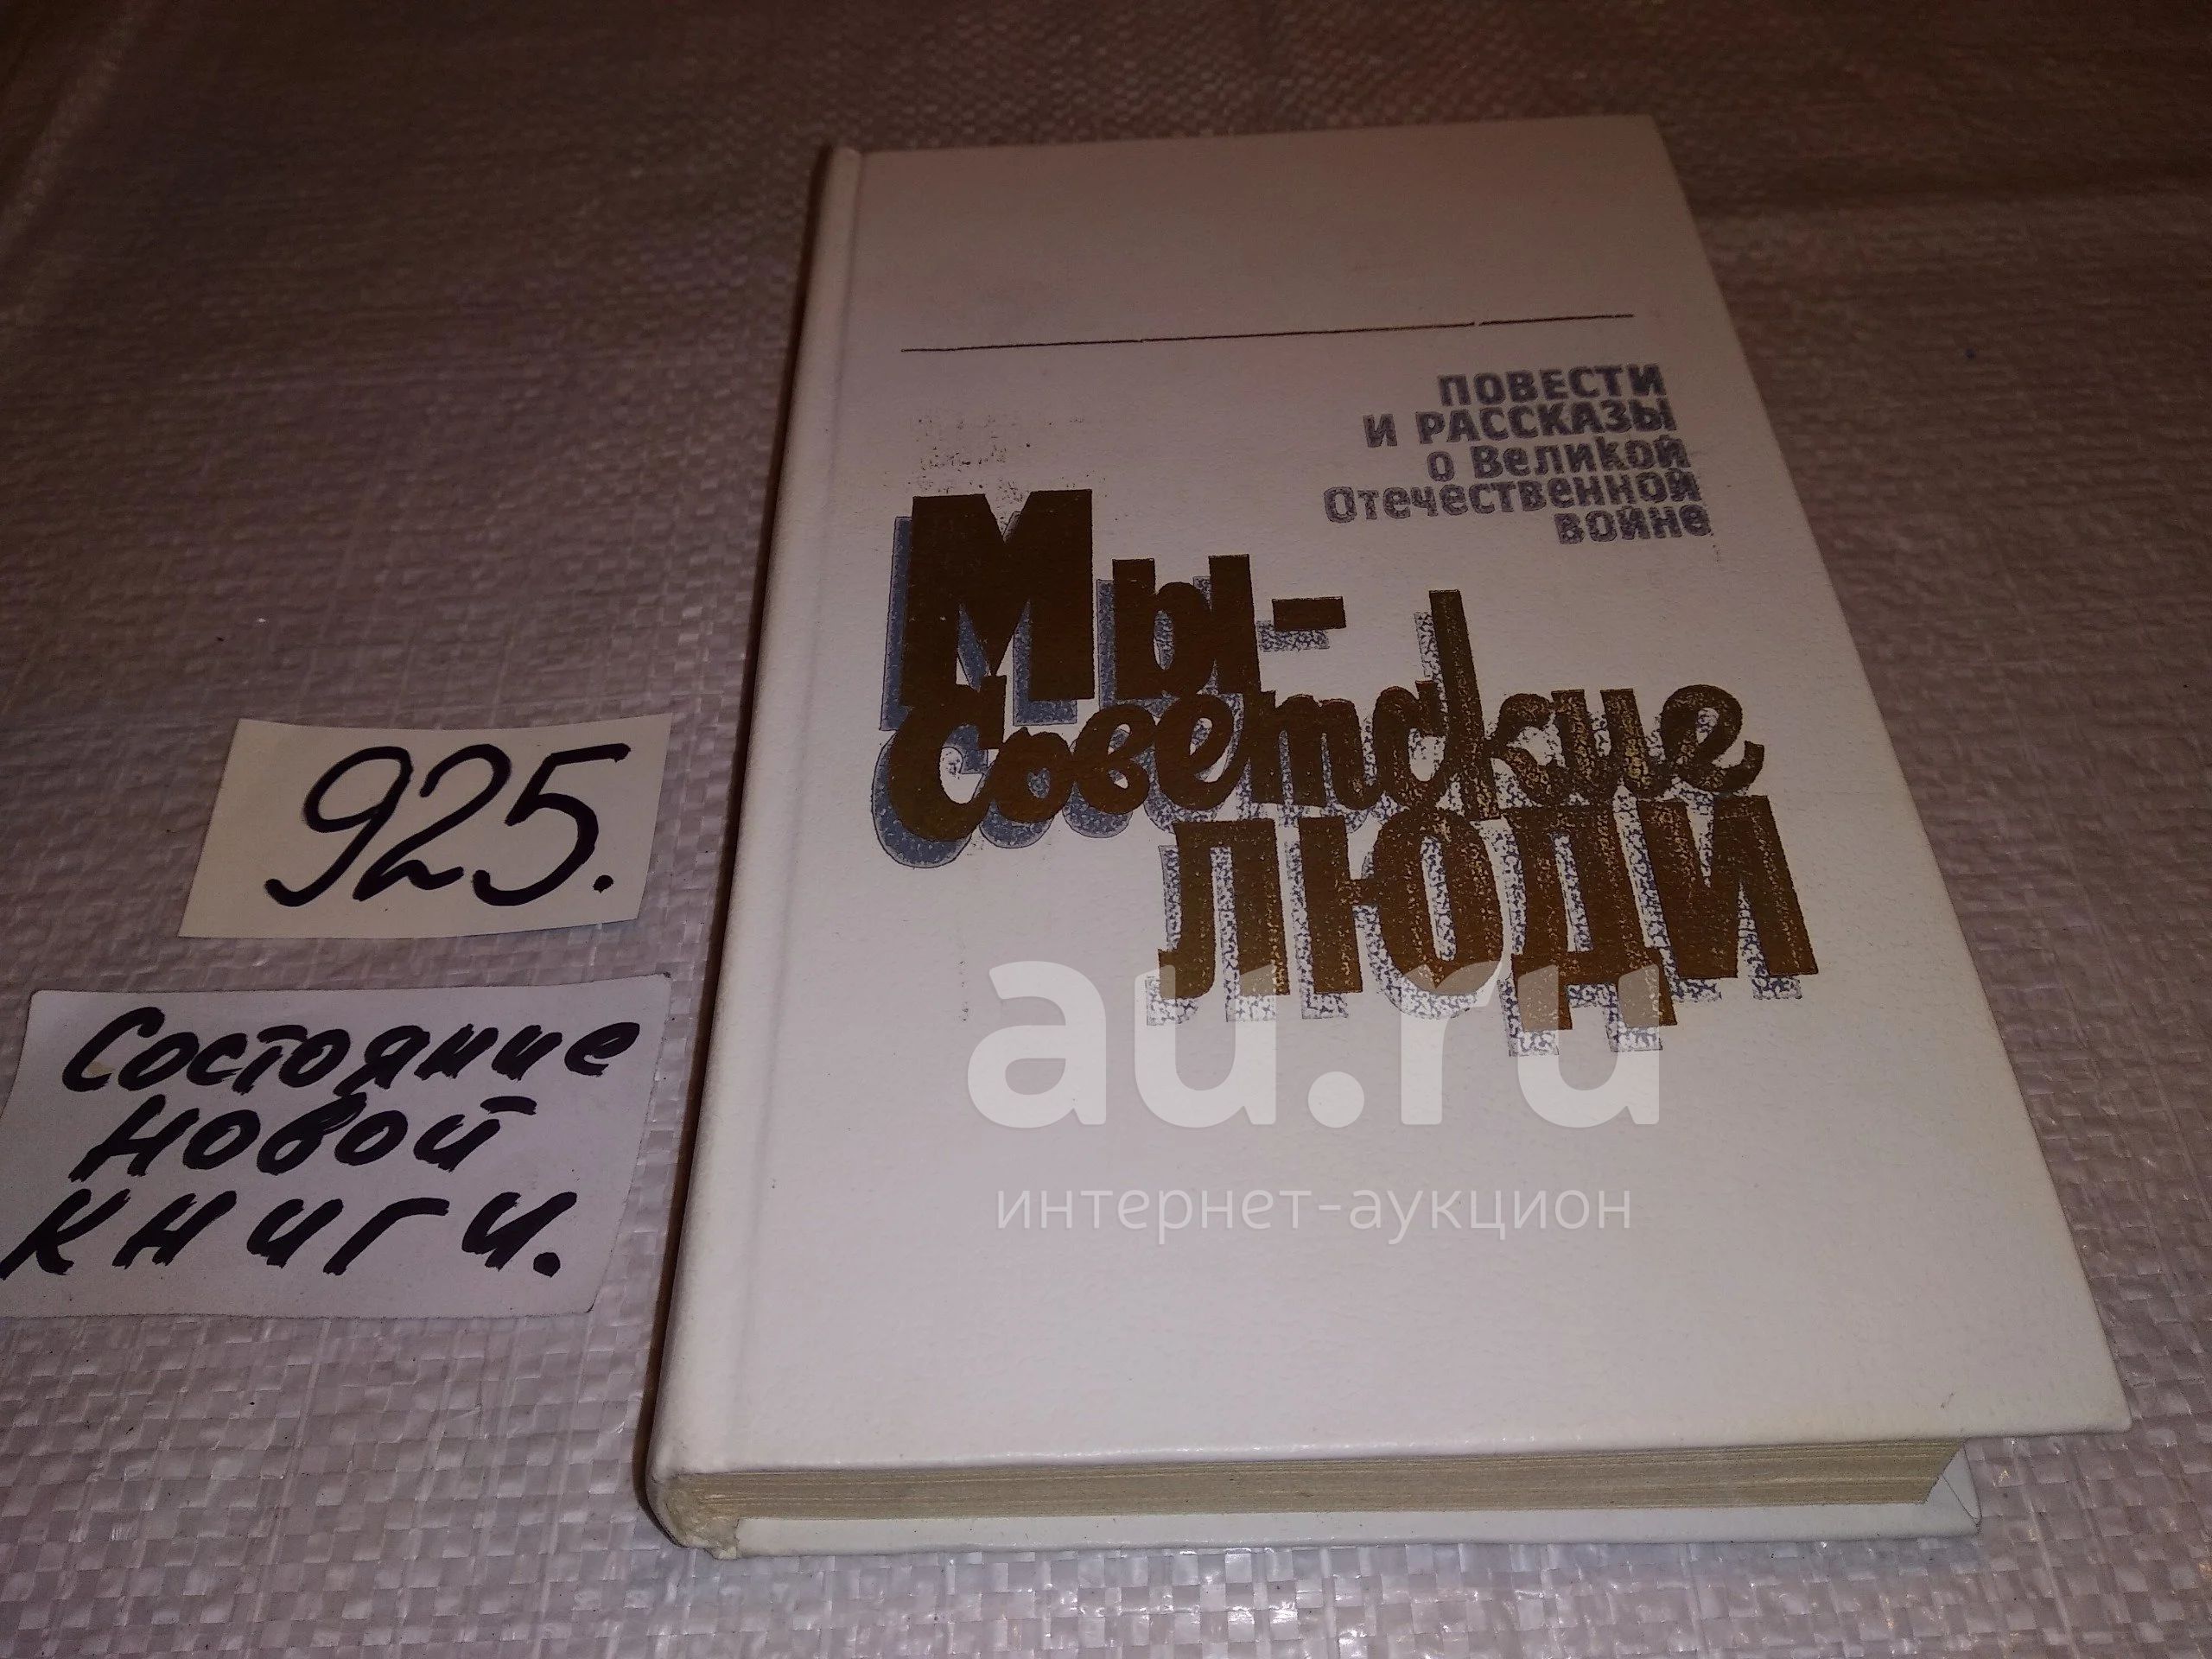 ПОВЕСТИ
И РАССКАЗЫ
о Великой
Отечественной
войне
Мы-
Советские
ЛЮДИ
925.
Состояние
новой
книги.
au.ru
интернет-аукцион